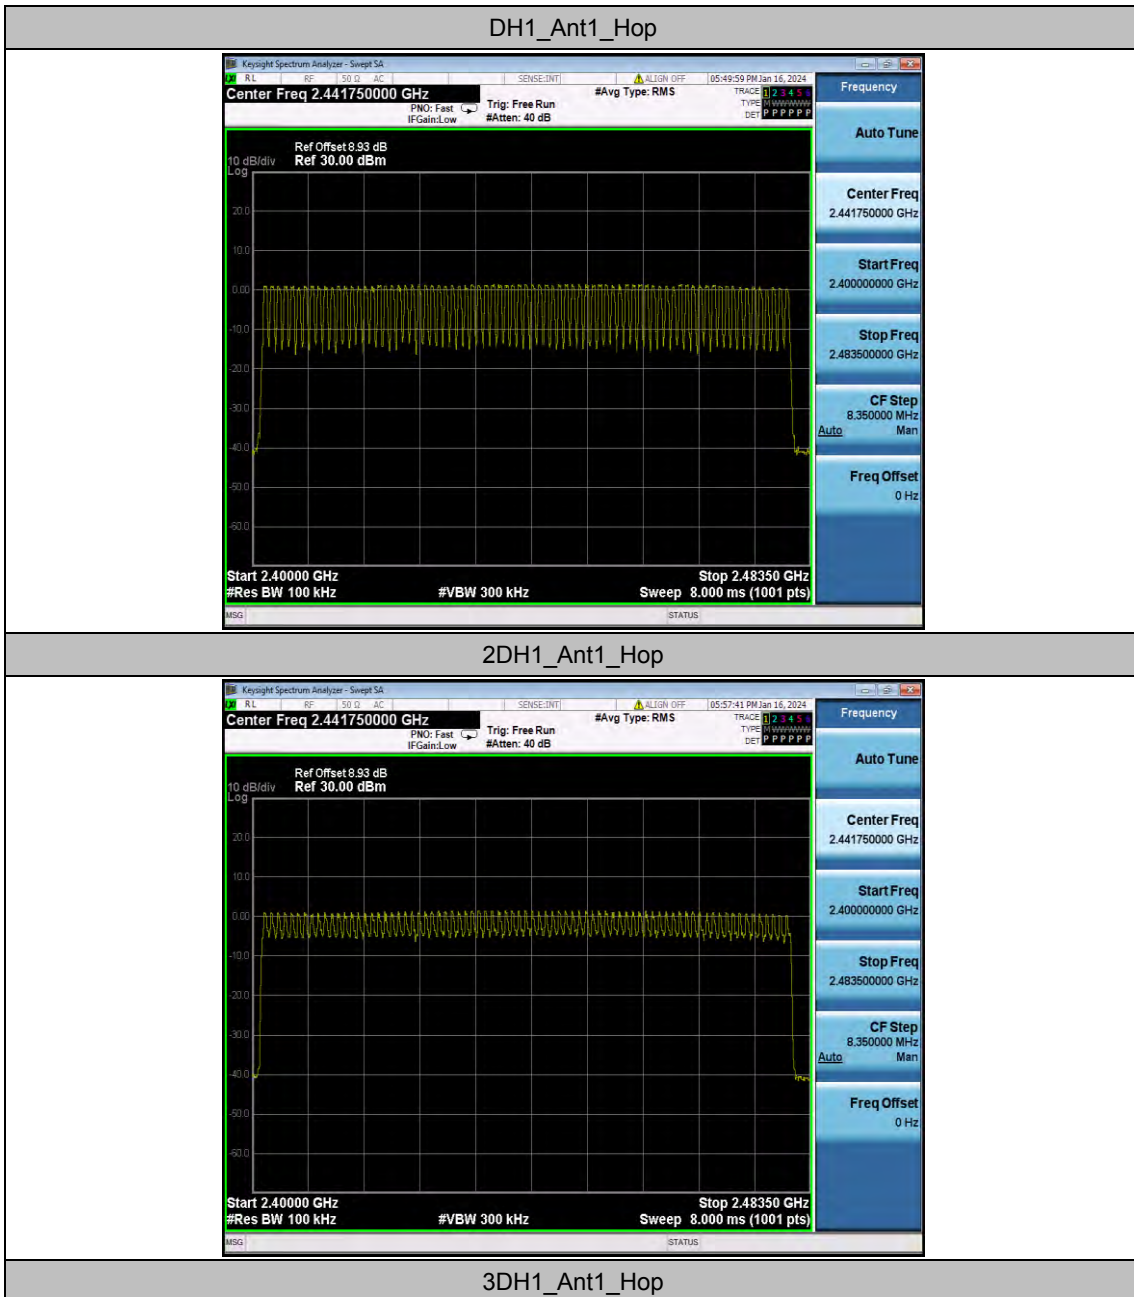 DH1_Ant1_Hop
Keysight Spectrum Analyzer - Swept SA
RL RF 50 Ω AC SENSE:INT ALIGN OFF 05:49:59 PM Jan 16, 2024
Center Freq 2.441750000 GHz #Avg Type: RMS TRACE 1 2 3 4 5 6
PNO: Fast Trig: Free Run TYPE M WWWWW
IFGain:Low #Atten: 40 dB DET P P P P P P
Frequency
Auto Tune
Ref Offset 8.93 dB
10 dB/div Ref 30.00 dBm
Log
20.0
10.0
0.00
-10.0
-20.0
-30.0
-40.0
-50.0
-60.0
Center Freq
2.441750000 GHz
Start Freq
2.400000000 GHz
Stop Freq
2.483500000 GHz
CF Step
8.350000 MHz
Auto Man
Freq Offset
0 Hz
Start 2.40000 GHz Stop 2.48350 GHz
#Res BW 100 kHz #VBW 300 kHz Sweep 8.000 ms (1001 pts)
MSG STATUS
2DH1_Ant1_Hop
Keysight Spectrum Analyzer - Swept SA
RL RF 50 Ω AC SENSE:INT ALIGN OFF 05:57:41 PM Jan 16, 2024
Center Freq 2.441750000 GHz #Avg Type: RMS TRACE 1 2 3 4 5 6
PNO: Fast Trig: Free Run TYPE M WWWWW
IFGain:Low #Atten: 40 dB DET P P P P P P
Frequency
Auto Tune
Ref Offset 8.93 dB
10 dB/div Ref 30.00 dBm
Log
20.0
10.0
0.00
-10.0
-20.0
-30.0
-40.0
-50.0
-60.0
Center Freq
2.441750000 GHz
Start Freq
2.400000000 GHz
Stop Freq
2.483500000 GHz
CF Step
8.350000 MHz
Auto Man
Freq Offset
0 Hz
Start 2.40000 GHz Stop 2.48350 GHz
#Res BW 100 kHz #VBW 300 kHz Sweep 8.000 ms (1001 pts)
MSG STATUS
3DH1_Ant1_Hop